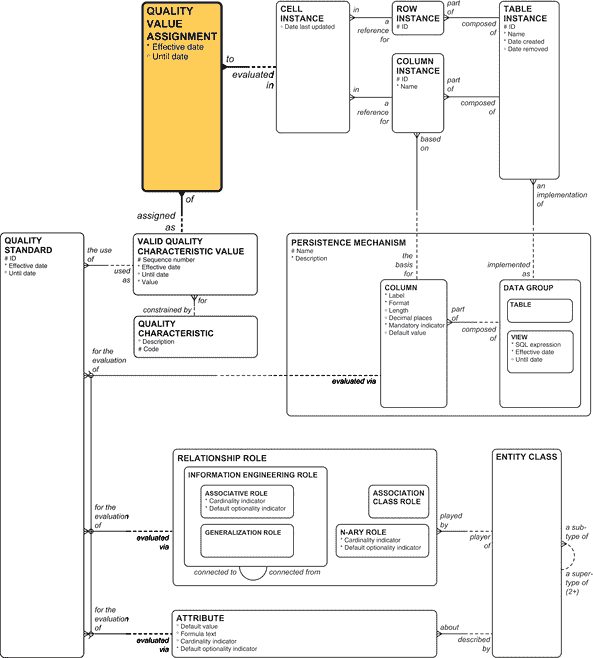 QUALITY
VALUE
ASSIGNMENT
* Effective date
○ Until date
to
evaluated
in
CELL
INSTANCE
○ Date last updated
in
a
reference
for
ROW
INSTANCE
# ID
part
of
composed
of
TABLE
INSTANCE
# ID
* Name
* Date created
○ Date removed
in
a
reference
for
COLUMN
INSTANCE
# ID
* Name
part
of
composed
of
based
on
an
implementation
of
of
assigned
as
QUALITY
STANDARD
# ID
* Effective date
○ Until date
the use
of
used
as
VALID QUALITY
CHARACTERISTIC VALUE
# Sequence number
* Effective date
○ Until date
* Value
for
constrained by
QUALITY
CHARACTERISTIC
○ Description
# Code
PERSISTENCE MECHANISM
# Name
* Description
the
basis
for
implemented
as
COLUMN
* Label
* Format
○ Length
○ Decimal places
* Mandatory indicator
○ Default value
part
of
composed
of
DATA GROUP
TABLE
VIEW
* SQL expression
* Effective date
○ Until date
for the
evaluation
of
evaluated via
RELATIONSHIP ROLE
INFORMATION ENGINEERING ROLE
ASSOCIATIVE ROLE
* Cardinality indicator
* Default optionality indicator
GENERALIZATION ROLE
connected to
connected from
ASSOCIATION
CLASS ROLE
N-ARY ROLE
* Cardinality indicator
* Default optionality indicator
for the
evaluation
of
evaluated
via
played
by
player
of
ENTITY CLASS
a sub-
type of
a super-
type of
(2+)
for the
evaluation
of
evaluated
via
ATTRIBUTE
○ Default value
○ Formula text
* Cardinality indicator
* Default optionality indicator
about
described
by